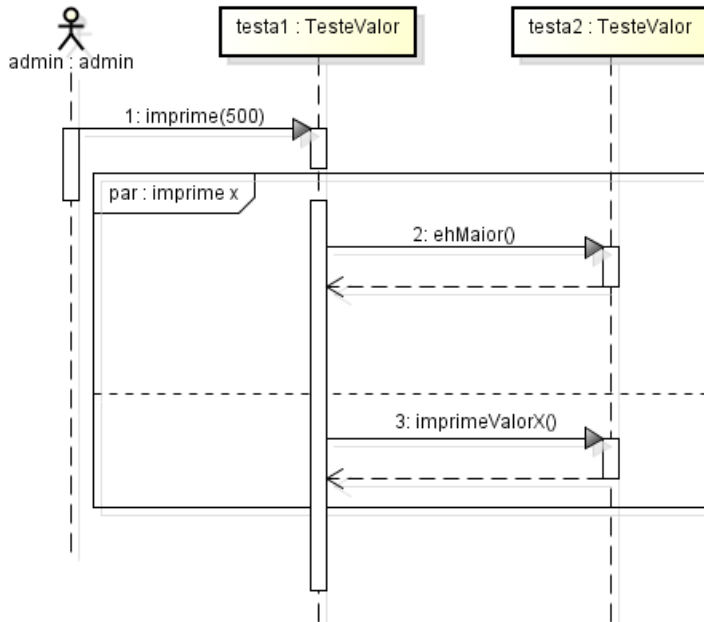 testa1 : TesteValor
testa2 : TesteValor
admin : admin
1: imprime(500)
par : imprime x
2: ehMaior()
3: imprimeValorX()